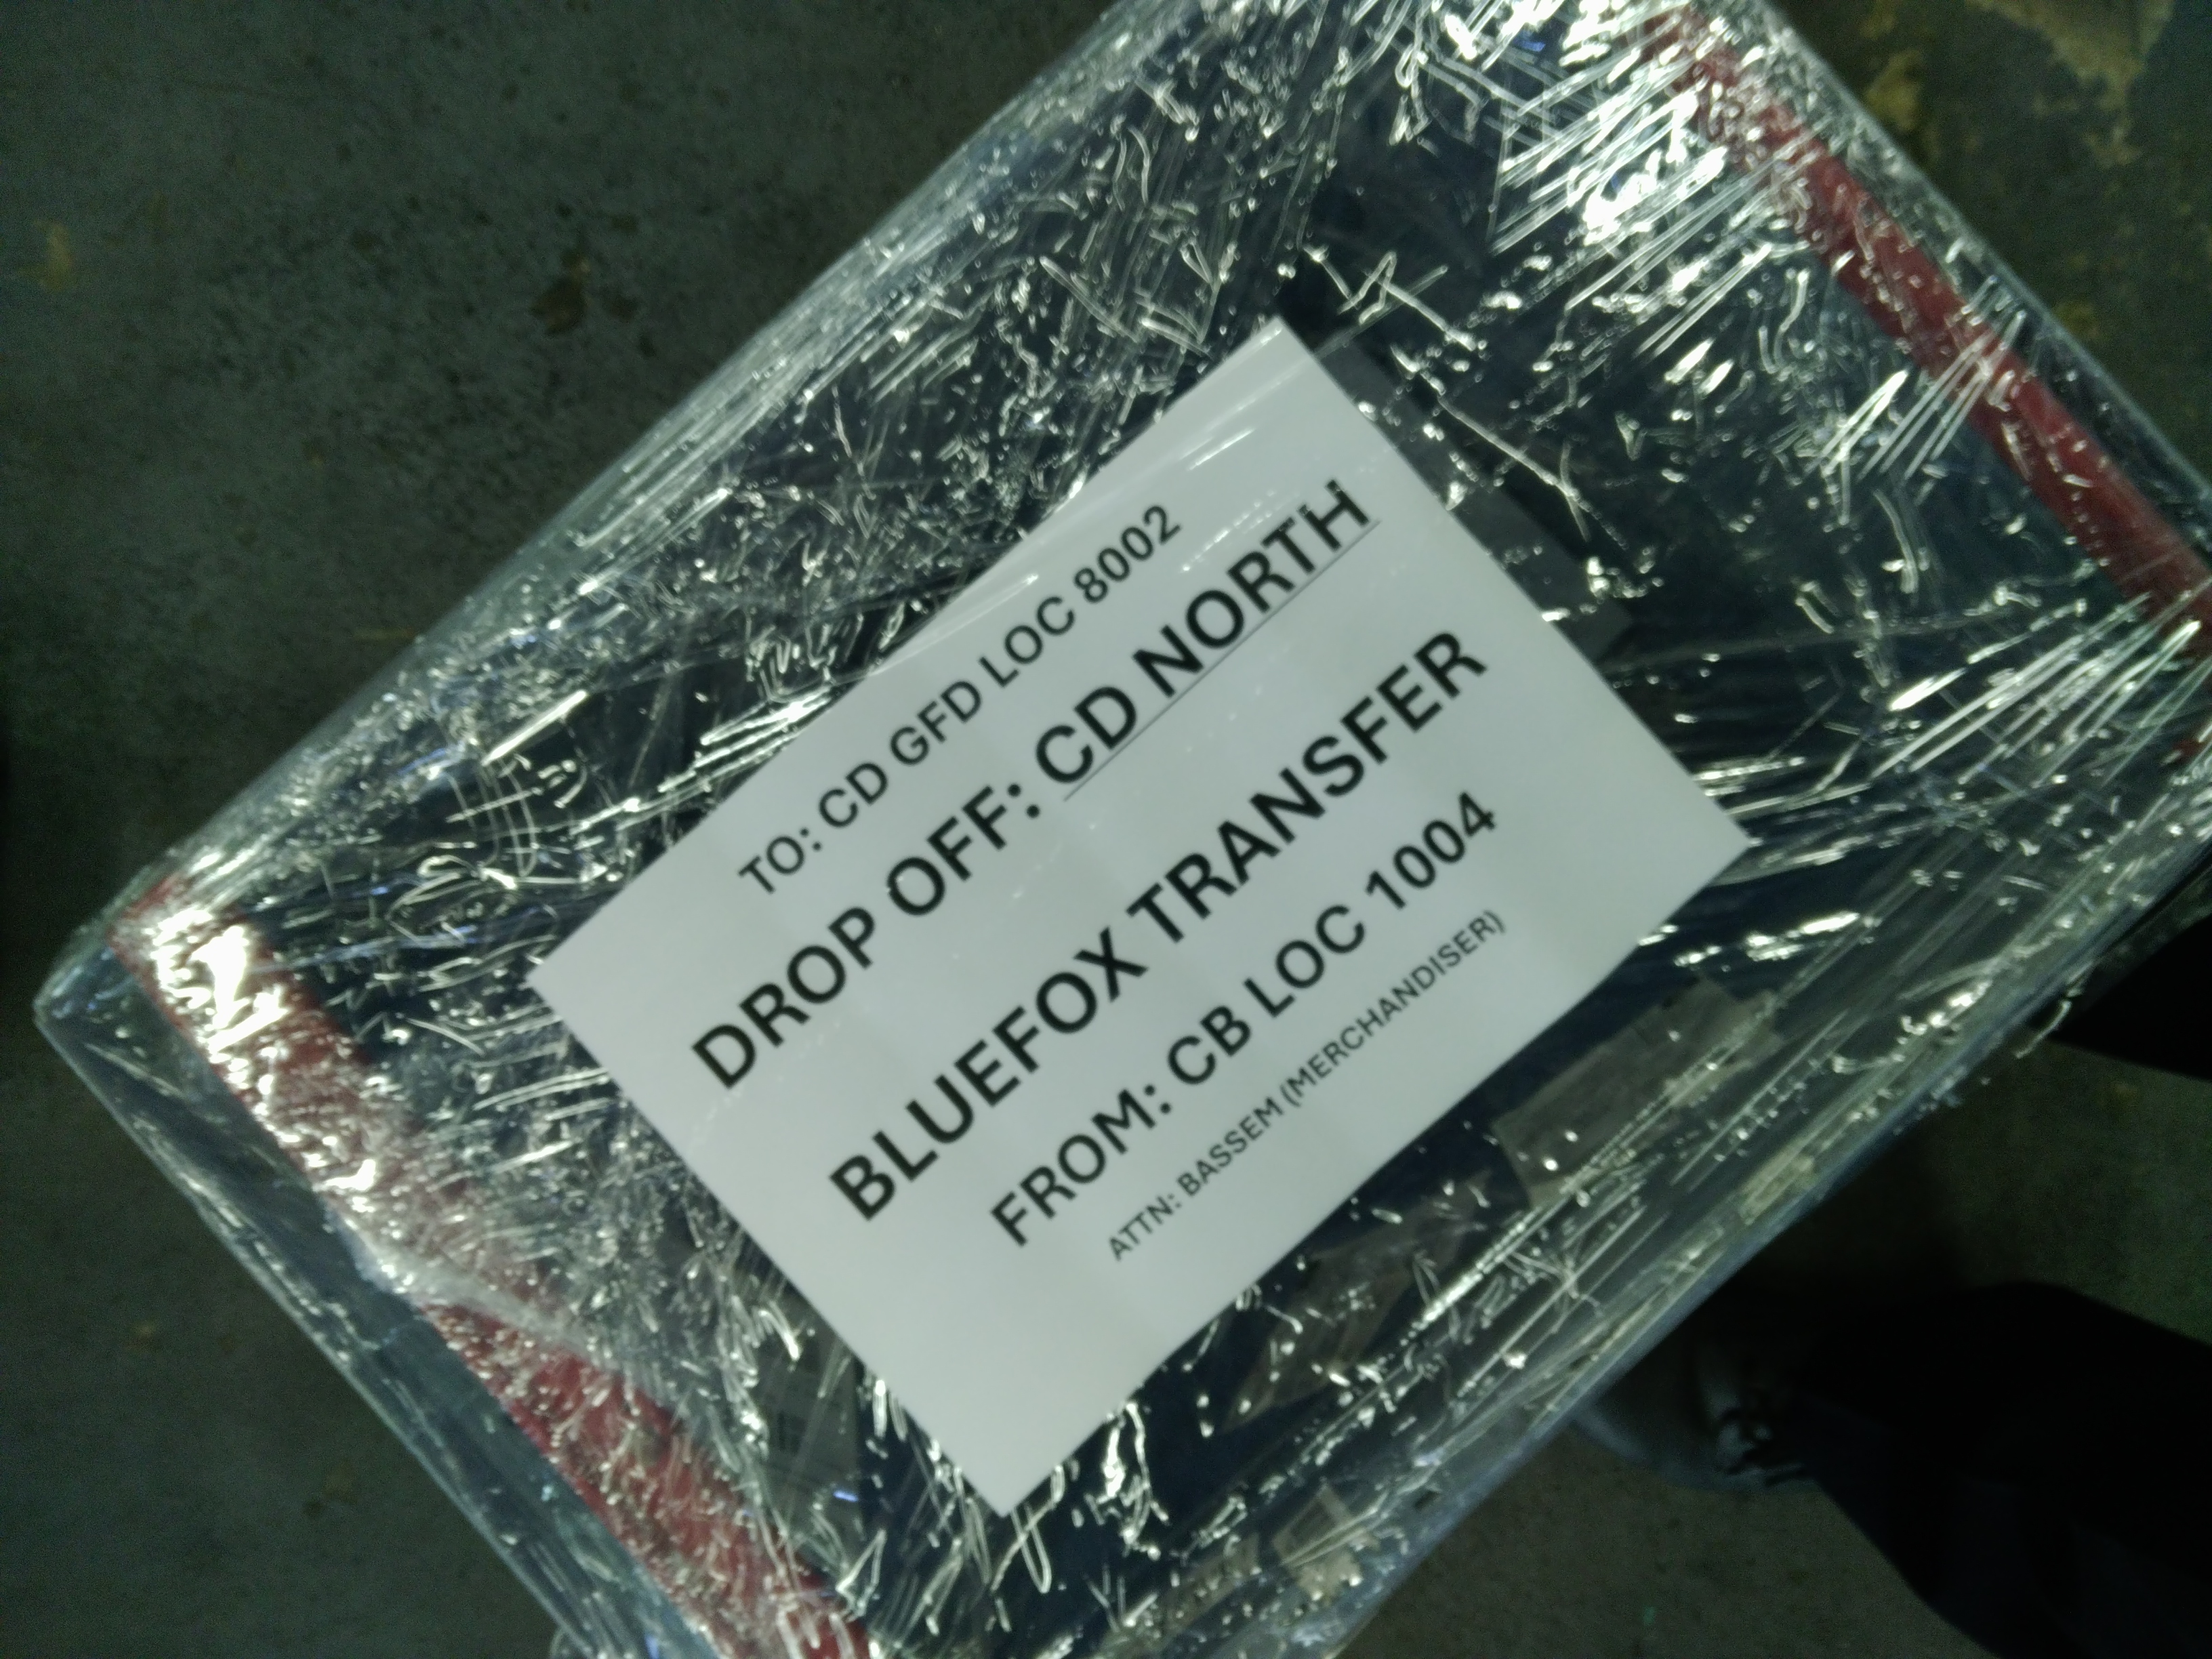 TO: CD GFD LOC 8002
DROP OFF: CD NORTH
BLUEFOX TRANSFER
FROM: CB LOC 1004
ATTN: BASSEM (MERCHANDISER)